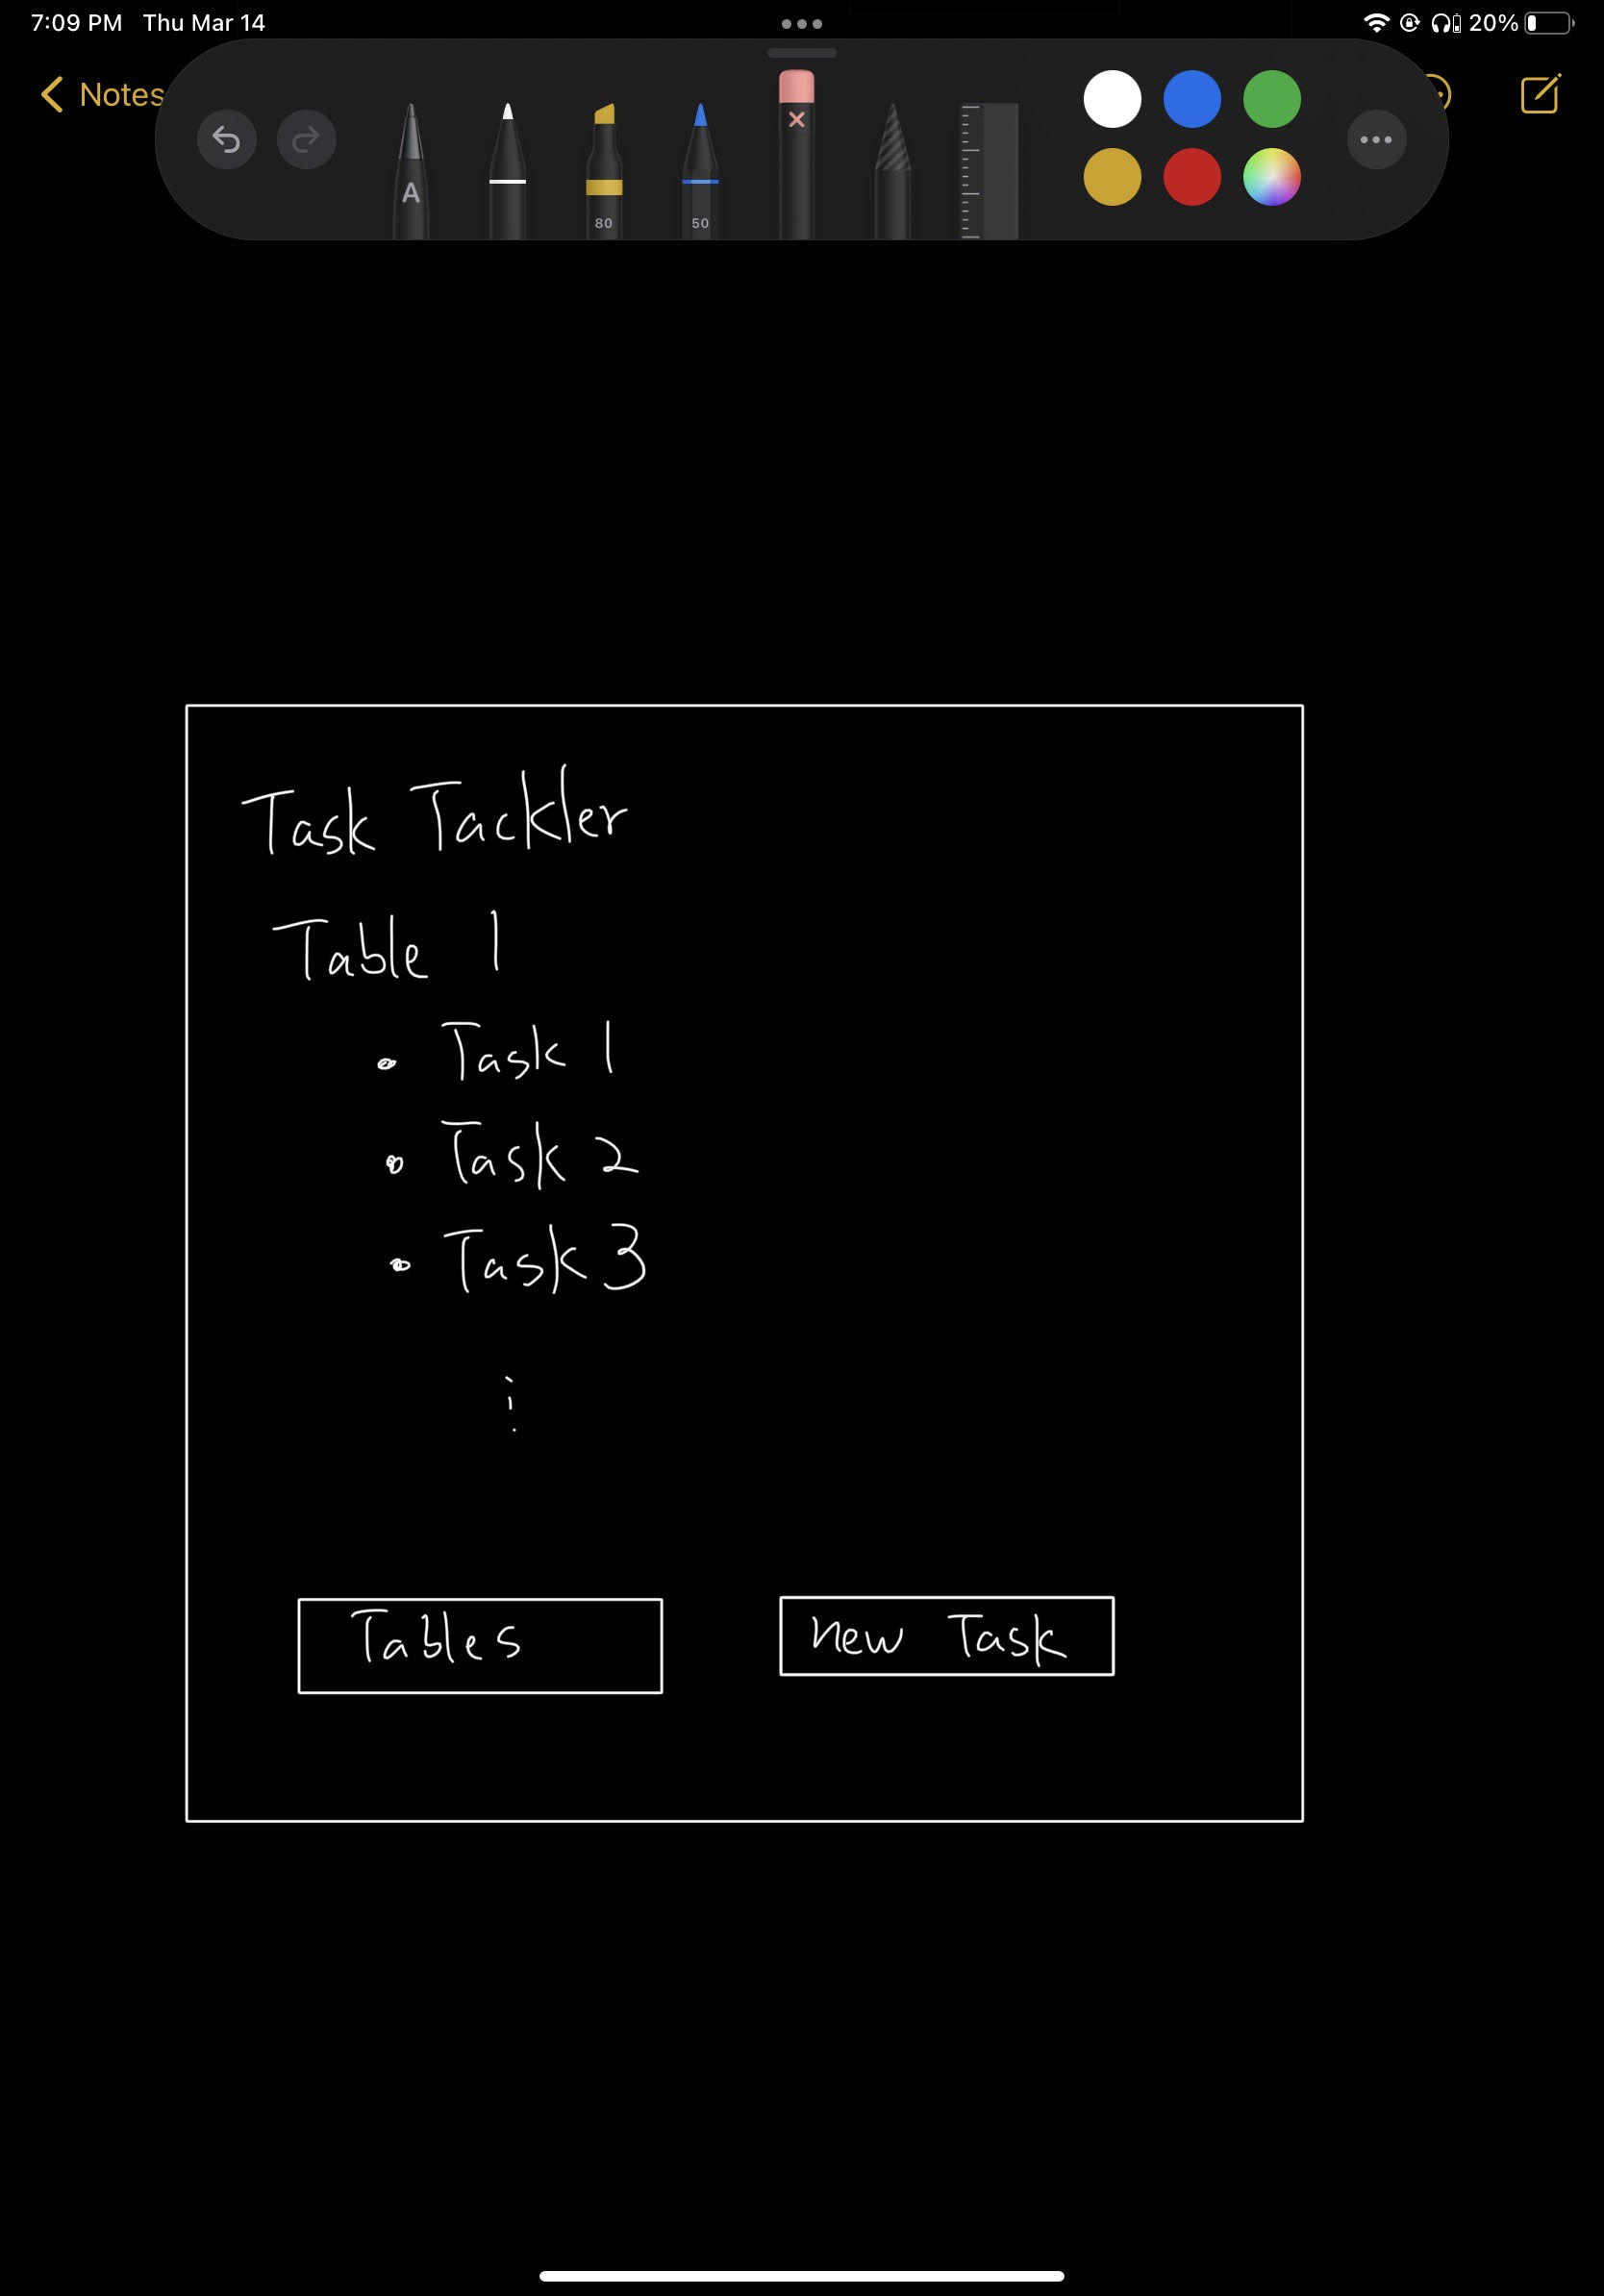 7:09 PM Thu Mar 14
20%
Notes
A
80
50
Task Tackler
Table 1
• Task 1
• Task 2
• Task 3
⋮
Tables
New Task